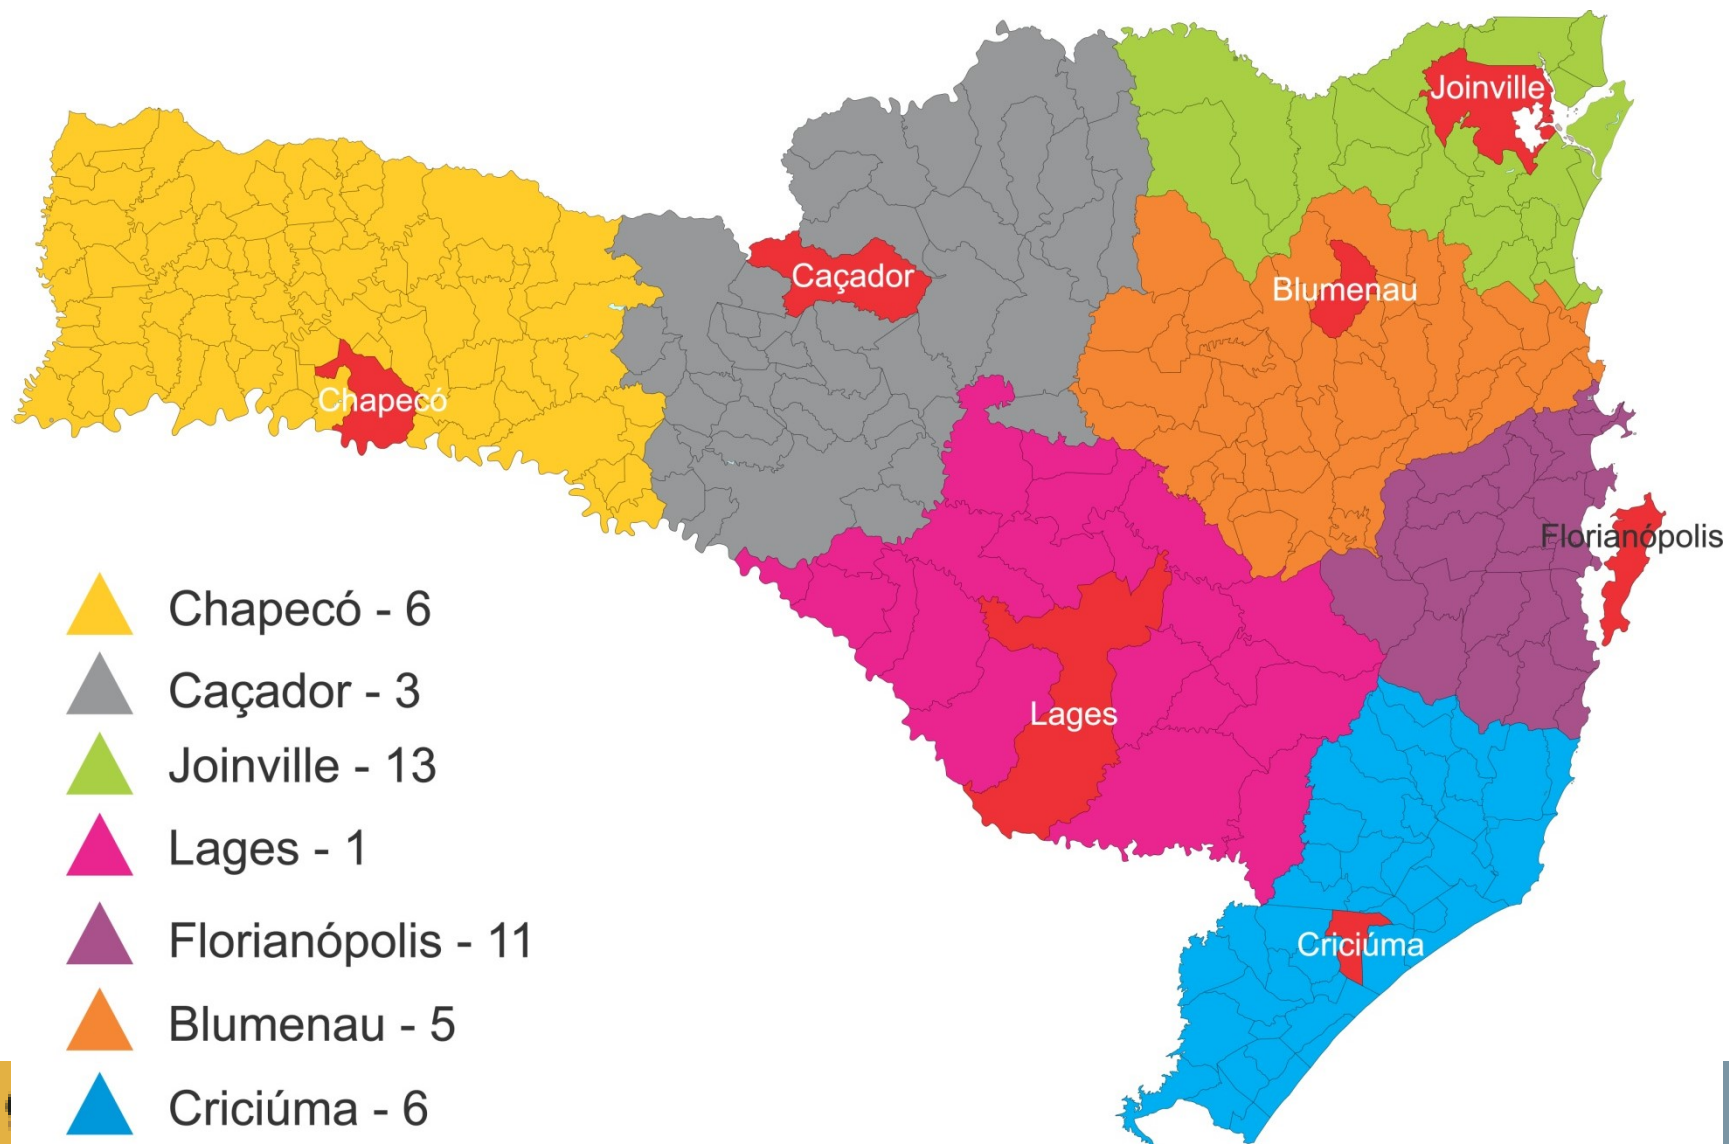 Joinville
Caçador
Blumenau
Chapecó
Florianópolis
Lages
Criciúma
Chapecó - 6
Caçador - 3
Joinville - 13
Lages - 1
Florianópolis - 11
Blumenau - 5
Criciúma - 6